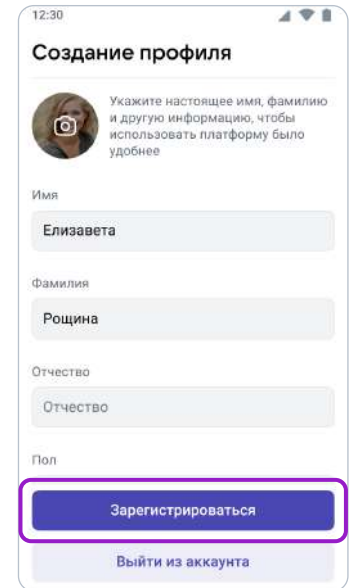 12:30
Создание профиля
Укажите настоящее имя, фамилию
и другую информацию, чтобы
использовать платформу было
удобнее
Имя
Елизавета
Фамилия
Рощина
Отчество
Отчество
Пол
Зарегистрироваться
Выйти из аккаунта